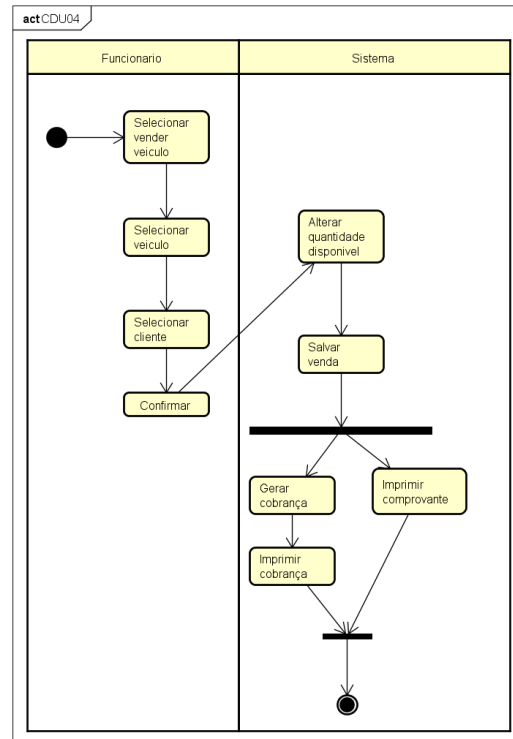 act CDU04
Funcionario
Sistema
Selecionar
vender
veiculo
Selecionar
veiculo
Selecionar
cliente
Confirmar
Alterar
quantidade
disponivel
Salvar
venda
Gerar
cobrança
Imprimir
comprovante
Imprimir
cobrança